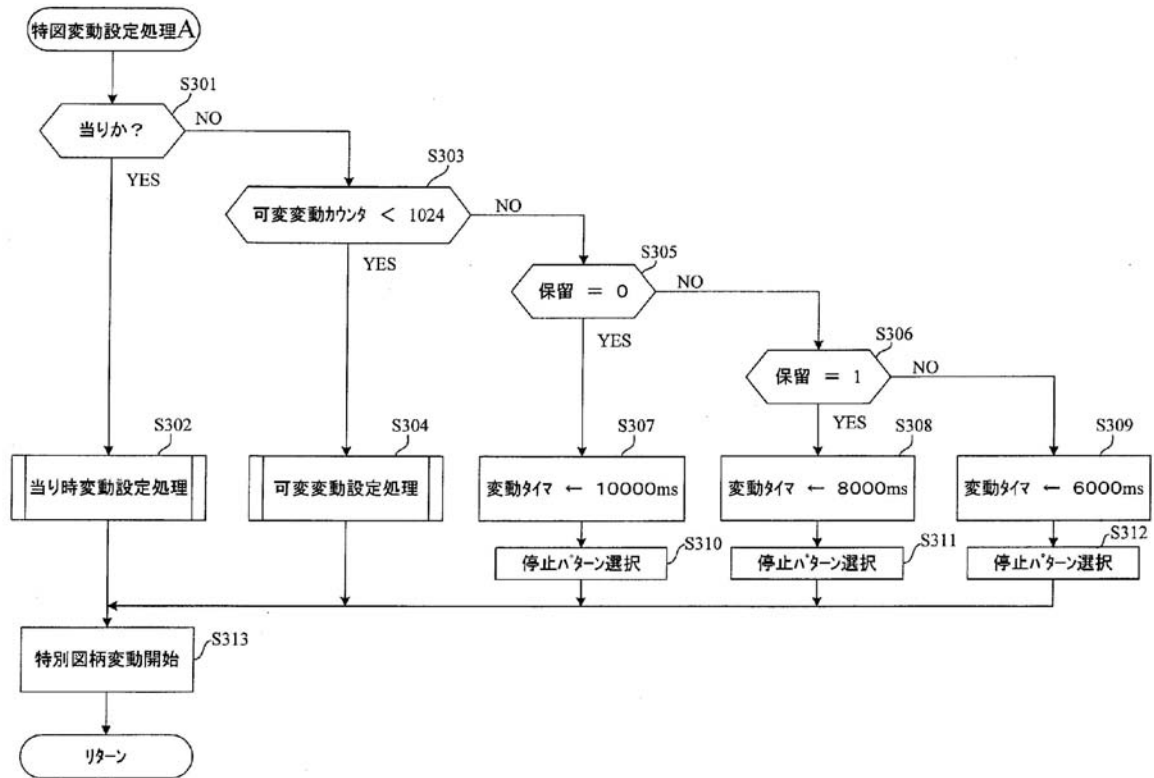 特図変動設定処理A
S301
当りか？
NO
YES
S303
可変変動カウンタ ＜ 1024
NO
YES
S305
保留 ＝ 0
NO
YES
S306
保留 ＝ 1
NO
YES
S302
当り時変動設定処理
S304
可変変動設定処理
S307
変動タイマ ← 10000ms
S308
変動タイマ ← 8000ms
S309
変動タイマ ← 6000ms
S310
停止パターン選択
S311
停止パターン選択
S312
停止パターン選択
S313
特別図柄変動開始
リターン